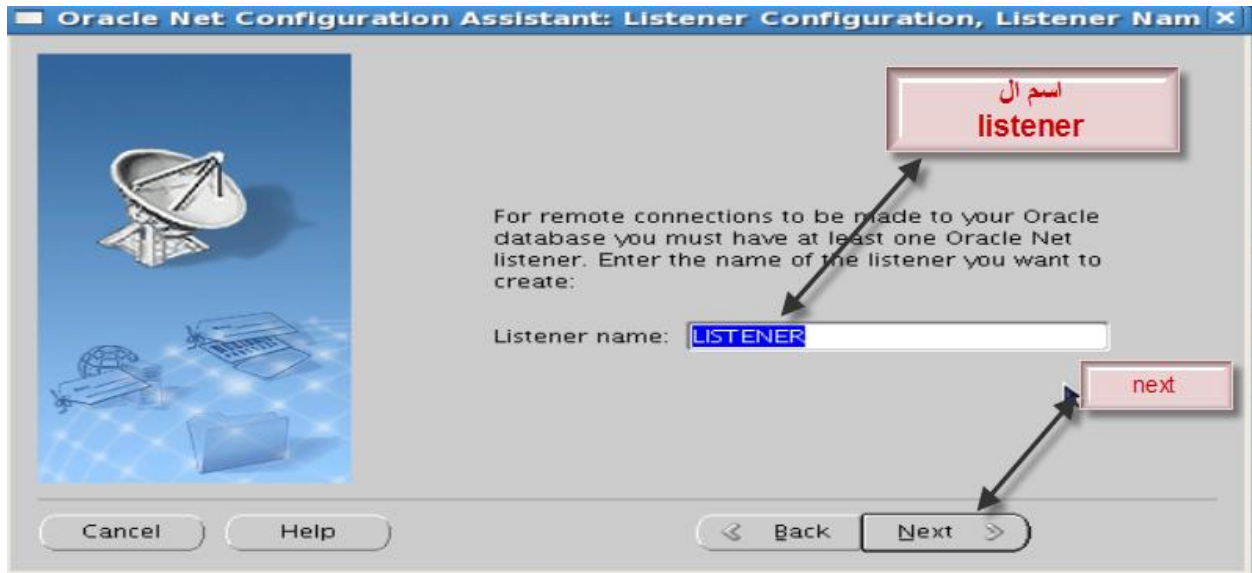 Oracle Net Configuration Assistant: Listener Configuration, Listener Nam
اسم ال
listener
For remote connections to be made to your Oracle
database you must have at least one Oracle Net
listener. Enter the name of the listener you want to
create:
Listener name: LISTENER
next
Cancel
Help
Back
Next